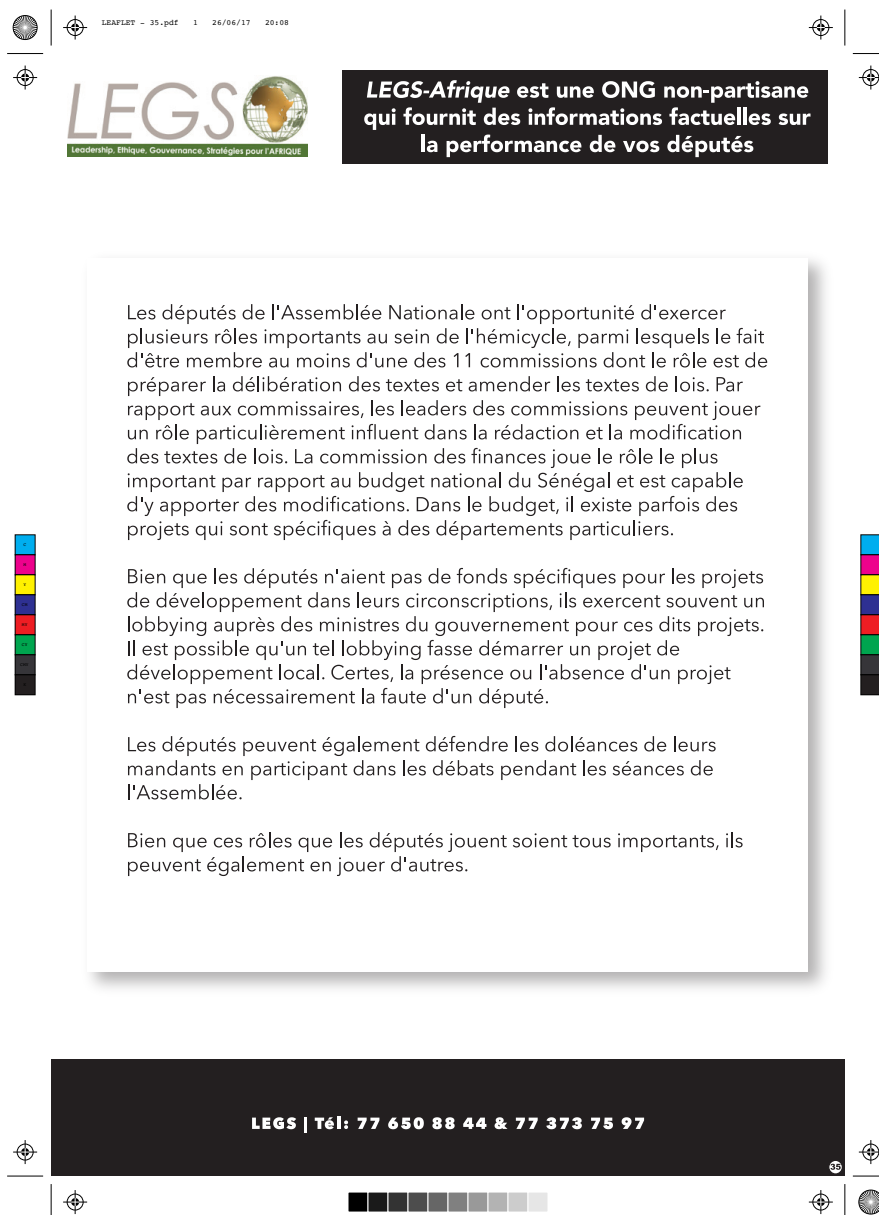 LEAFLET - 35.pdf 1 26/06/17 20:08
LEGS
Leadership, Ethique, Gouvernance, Stratégies pour l'AFRIQUE
LEGS-Afrique est une ONG non-partisane
qui fournit des informations factuelles sur
la performance de vos députés
Les députés de l'Assemblée Nationale ont l'opportunité d'exercer
plusieurs rôles importants au sein de l'hémicycle, parmi lesquels le fait
d'être membre au moins d'une des 11 commissions dont le rôle est de
préparer la délibération des textes et amender les textes de lois. Par
rapport aux commissaires, les leaders des commissions peuvent jouer
un rôle particulièrement influent dans la rédaction et la modification
des textes de lois. La commission des finances joue le rôle le plus
important par rapport au budget national du Sénégal et est capable
d'y apporter des modifications. Dans le budget, il existe parfois des
projets qui sont spécifiques à des départements particuliers.
Bien que les députés n'aient pas de fonds spécifiques pour les projets
de développement dans leurs circonscriptions, ils exercent souvent un
lobbying auprès des ministres du gouvernement pour ces dits projets.
Il est possible qu'un tel lobbying fasse démarrer un projet de
développement local. Certes, la présence ou l'absence d'un projet
n'est pas nécessairement la faute d'un député.
Les députés peuvent également défendre les doléances de leurs
mandants en participant dans les débats pendant les séances de
l'Assemblée.
Bien que ces rôles que les députés jouent soient tous importants, ils
peuvent également en jouer d'autres.
C
M
Y
CM
MY
CY
CMY
K
LEGS | Tél: 77 650 88 44 & 77 373 75 97
35